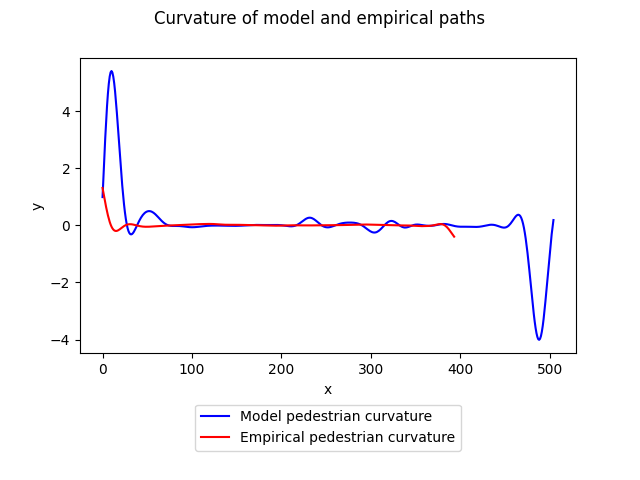 Curvature of model and empirical paths
4
2
0
−2
−4
y
0 100 200 300 400 500
x
Model pedestrian curvature
Empirical pedestrian curvature